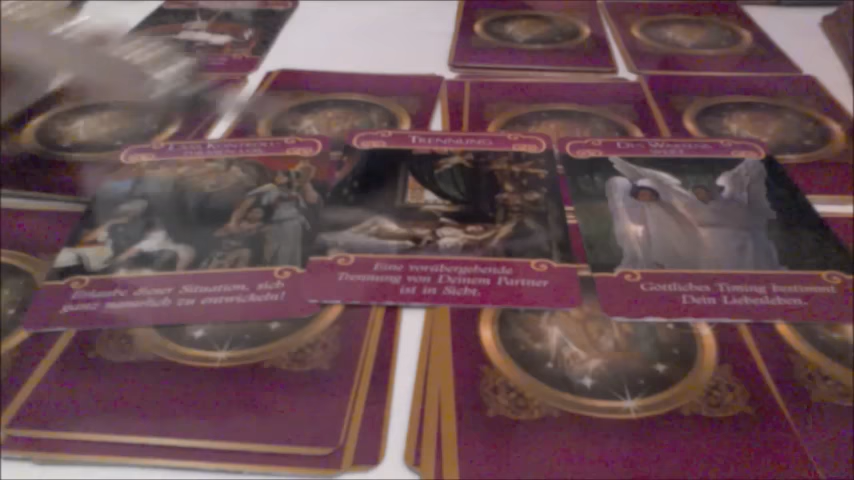 TRENNUNG
Erlaube dieser Situation, sich
ganz natürlich zu entwickeln!
Eine vorübergehende
Trennung von Deinem Partner
ist in Sicht.
Göttliches Timing bestimmt
Dein Liebesleben.